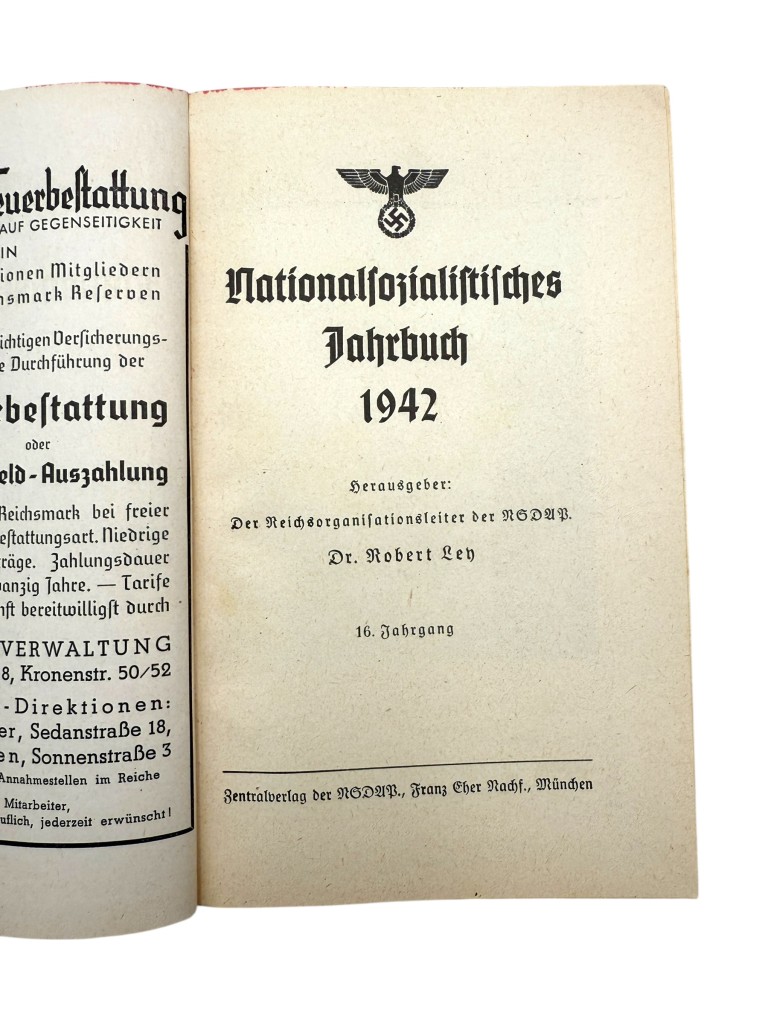 euerbestattung
AUF GEGENSEITIGKEIT
IN
ionen Mitgliedern
nsmark Reserven
ichtigen Versicherungs-
e Durchführung der
bestattung
oder
eld-Auszahlung
Reichsmark bei freier
estattungsart. Niedrige
träge. Zahlungsdauer
vanzig Jahre. — Tarife
nft bereitwilligst durch
VERWALTUNG
8, Kronenstr. 50/52
-Direktionen:
er, Sedanstraße 18,
en, Sonnenstraße 3
Annahmestellen im Reiche
Mitarbeiter,
uflich, jederzeit erwünscht!
Nationalsozialistisches
Jahrbuch
1942
Herausgeber:
Der Reichsorganisationsleiter der NSDAP.
Dr. Robert Ley
16. Jahrgang
Zentralverlag der NSDAP., Franz Eher Nachf., München